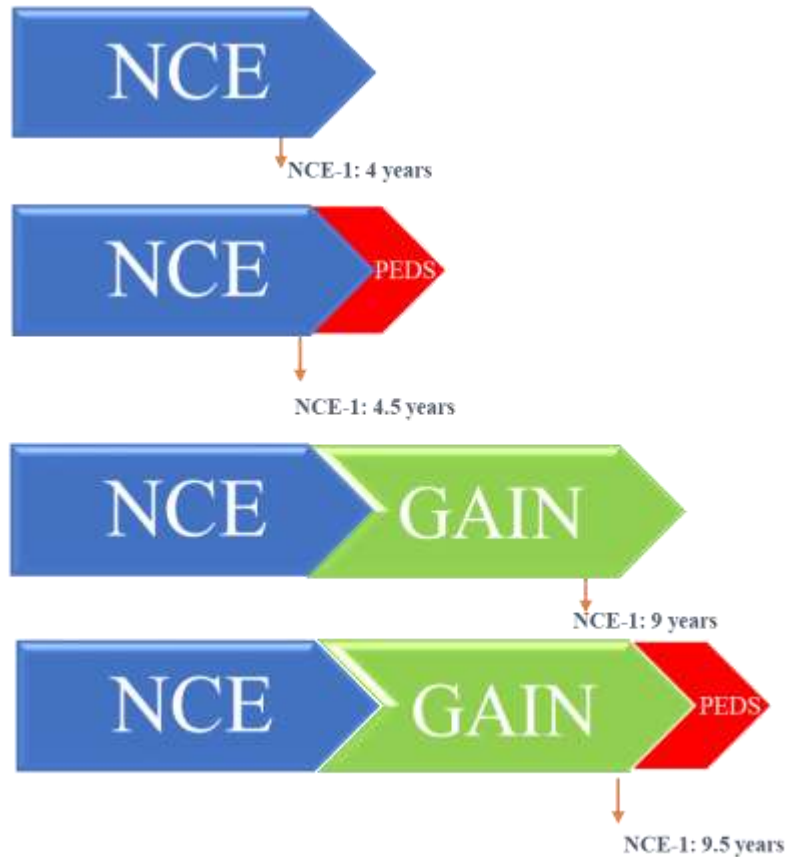 NCE
NCE-1: 4 years
NCE PEDS
NCE-1: 4.5 years
NCE GAIN
NCE-1: 9 years
NCE GAIN PEDS
NCE-1: 9.5 years